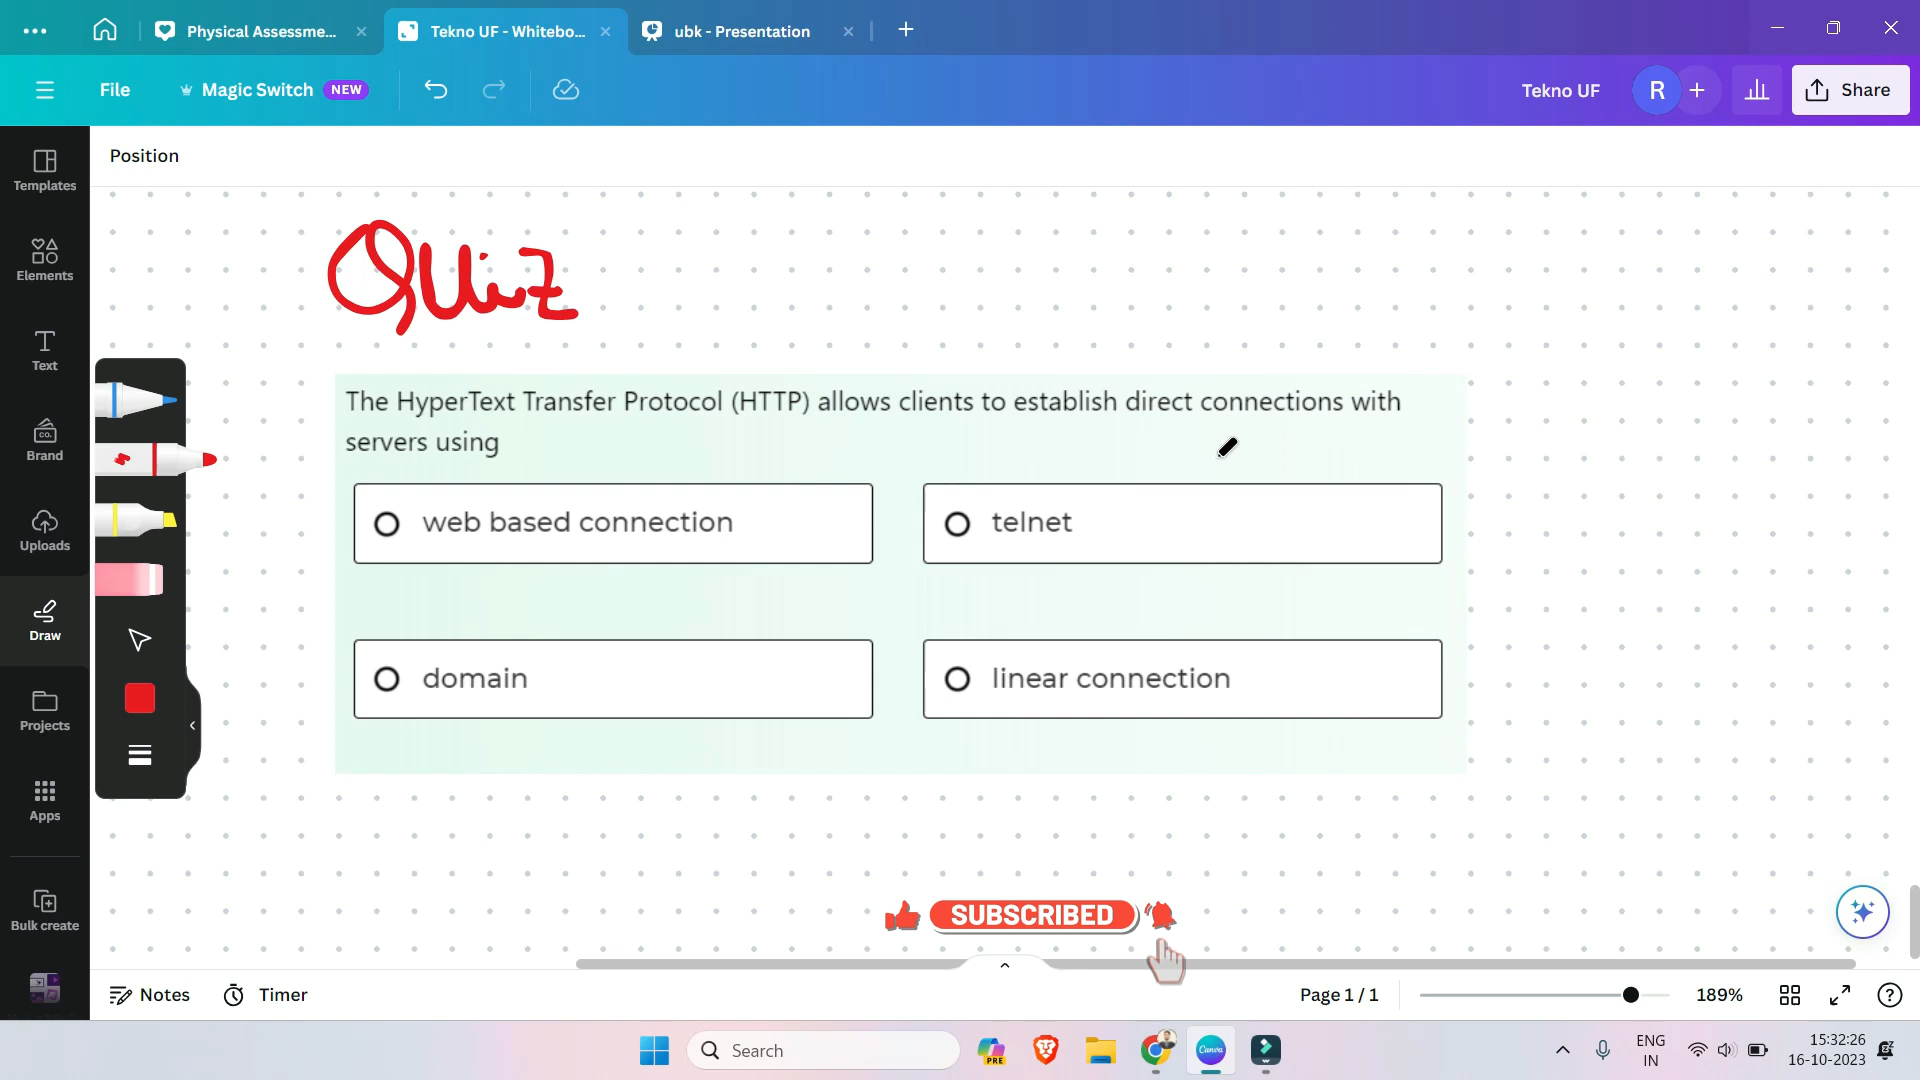 Physical Assessme...
Tekno UF - Whitebo...
ubk - Presentation
File
Magic Switch
NEW
Tekno UF
R
Share
Position
Templates
Elements
Text
Brand
Uploads
Draw
Projects
Apps
Bulk create
Quiz
The HyperText Transfer Protocol (HTTP) allows clients to establish direct connections with
servers using
web based connection
telnet
domain
linear connection
SUBSCRIBED
Notes
Timer
Page 1 / 1
189%
Search
PRE
Canva
ENG
IN
15:32:26
16-10-2023